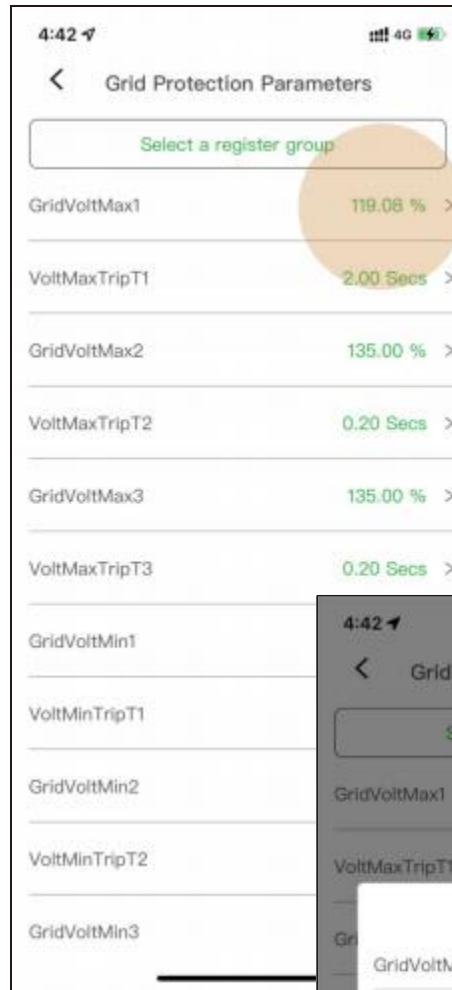 4:42
4G
Grid Protection Parameters
Select a register group
GridVoltMax1 119.08 %
VoltMaxTripT1 2.00 Secs
GridVoltMax2 135.00 %
VoltMaxTripT2 0.20 Secs
GridVoltMax3 135.00 %
VoltMaxTripT3 0.20 Secs
GridVoltMin1
VoltMinTripT1
GridVoltMin2
VoltMinTripT2
GridVoltMin3
4:42
Grid
S
GridVoltMax1
VoltMaxTripT1
Gri
GridVoltM